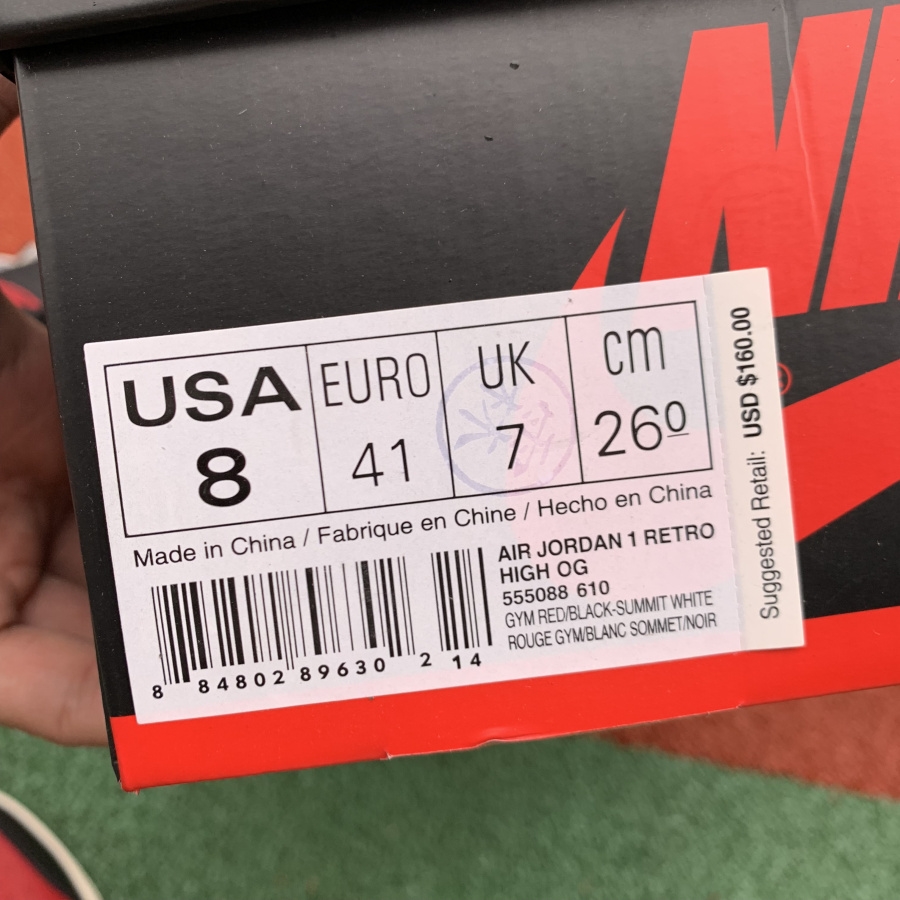 NI
USA EURO UK cm
8 41 7 26º
Made in China / Fabrique en Chine / Hecho en China
AIR JORDAN 1 RETRO
HIGH OG
555088 610
GYM RED/BLACK-SUMMIT WHITE
ROUGE GYM/BLANC SOMMET/NOIR
8 84802 89630 2 14
Suggested Retail: USD $160.00
®